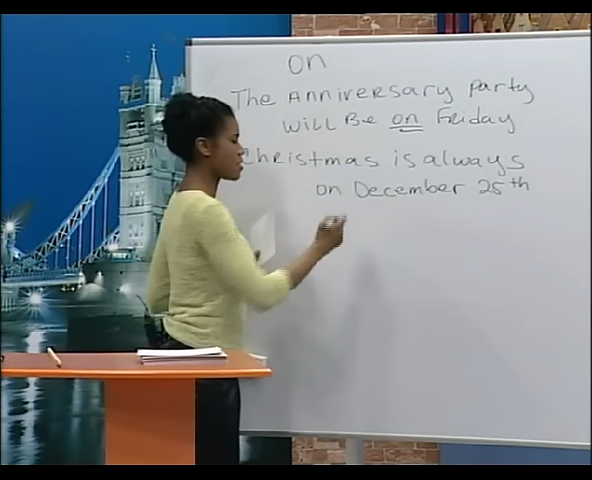 on
The Anniversary party
will Be on Friday
Christmas is always
on December 25th